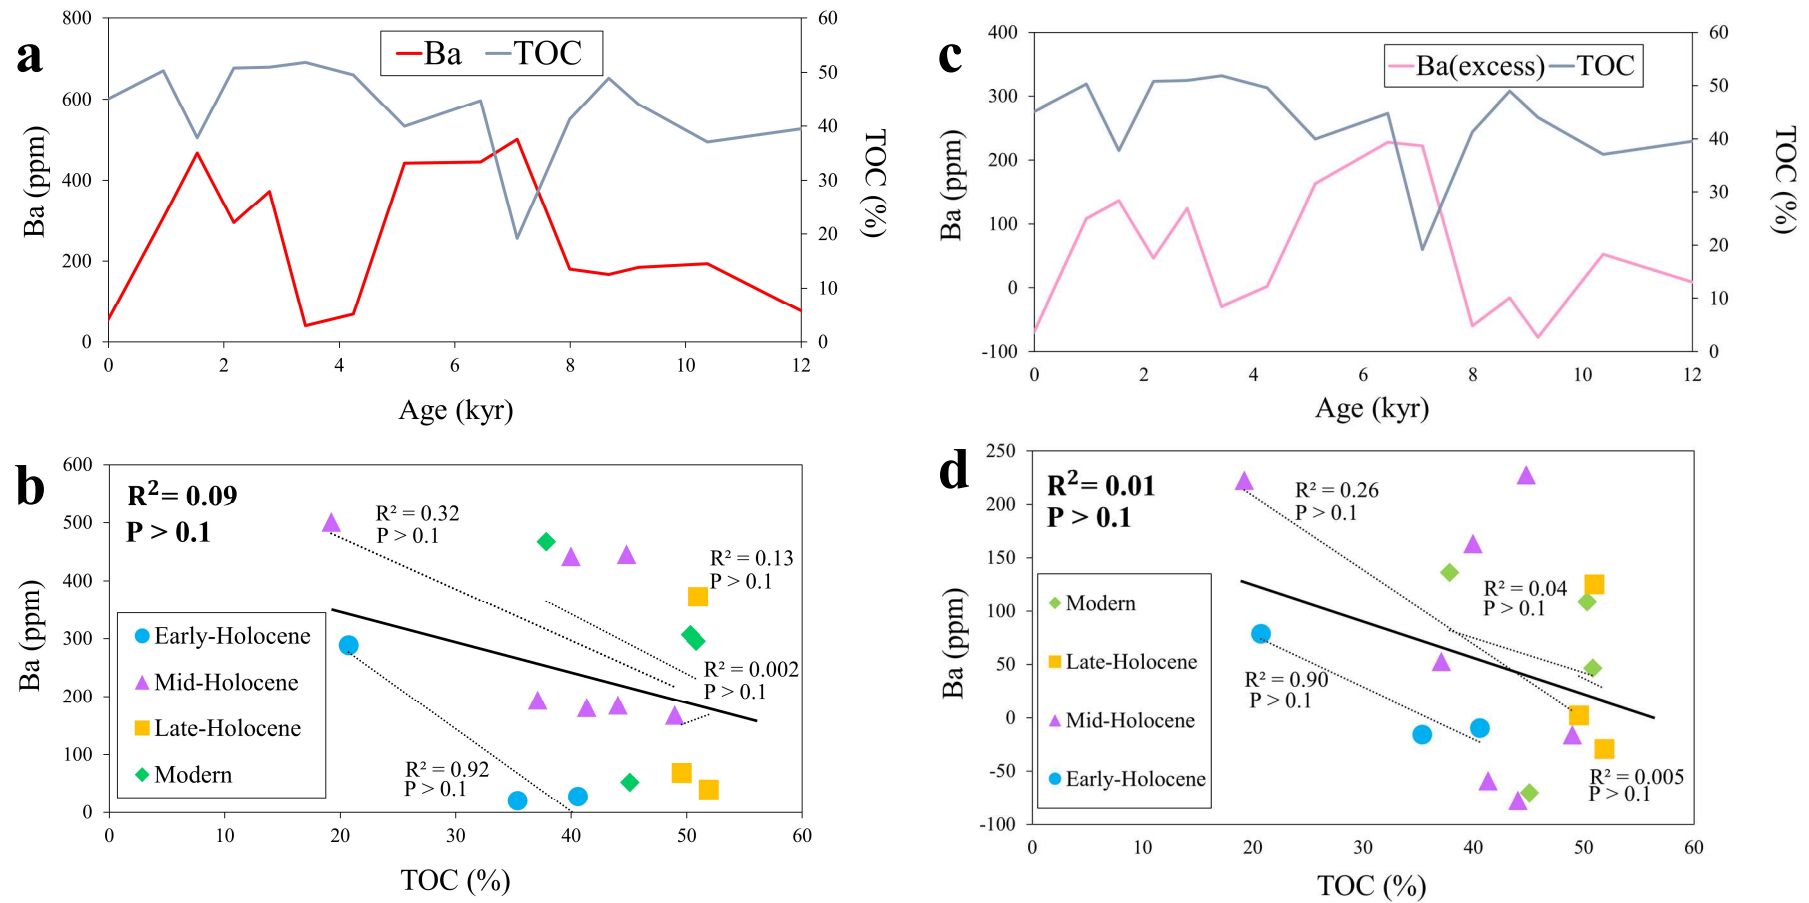 a
Ba TOC
800
600
400
200
0
60
50
40
30
20
10
0
0 2 4 6 8 10 12
Ba (ppm)
TOC (%)
Age (kyr)
c
Ba(excess) TOC
400
300
200
100
0
-100
60
50
40
30
20
10
0
0 2 4 6 8 10 12
Ba (ppm)
TOC (%)
Age (kyr)
b
R² = 0.09
P > 0.1
R² = 0.32
P > 0.1
R² = 0.13
P > 0.1
R² = 0.002
P > 0.1
R² = 0.92
P > 0.1
Early-Holocene
Mid-Holocene
Late-Holocene
Modern
600
500
400
300
200
100
0
0 10 20 30 40 50 60
Ba (ppm)
TOC (%)
d
R² = 0.01
P > 0.1
R² = 0.26
P > 0.1
R² = 0.04
P > 0.1
R² = 0.90
P > 0.1
R² = 0.005
P > 0.1
Modern
Late-Holocene
Mid-Holocene
Early-Holocene
250
200
150
100
50
0
-50
-100
0 10 20 30 40 50 60
Ba (ppm)
TOC (%)